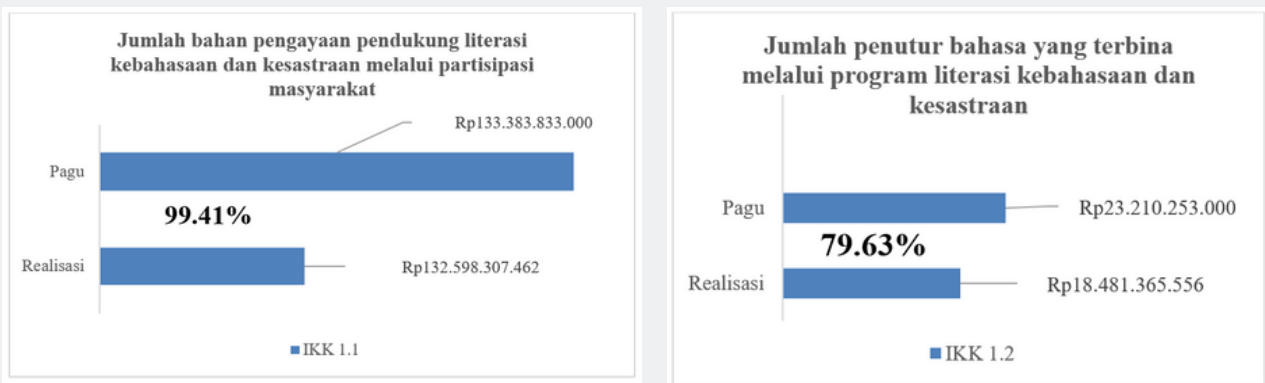 Jumlah bahan pengayaan pendukung literasi
kebahasaan dan kesastraan melalui partisipasi
masyarakat
Rp133.383.833.000
Pagu
99.41%
Realisasi
Rp132.598.307.462
IKK 1.1
Jumlah penutur bahasa yang terbina
melalui program literasi kebahasaan dan
kesastraan
Pagu
Rp23.210.253.000
79.63%
Realisasi
Rp18.481.365.556
IKK 1.2